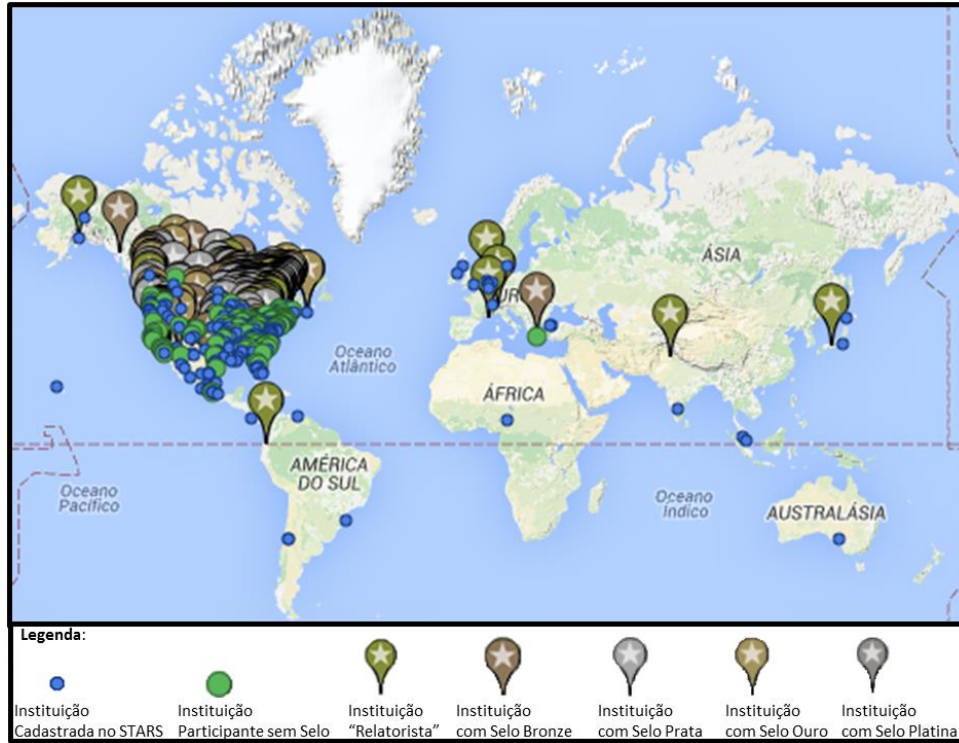 ÁSIA
UR
Oceano
Atlântico
ÁFRICA
AMÉRICA
DO SUL
Oceano
Pacífico
Oceano
Índico
AUSTRALÁSIA
Legenda:
Instituição
Cadastrada no STARS
Instituição
Participante sem Selo
Instituição
“Relatorista”
Instituição
com Selo Bronze
Instituição
com Selo Prata
Instituição
com Selo Ouro
Instituição
com Selo Platina